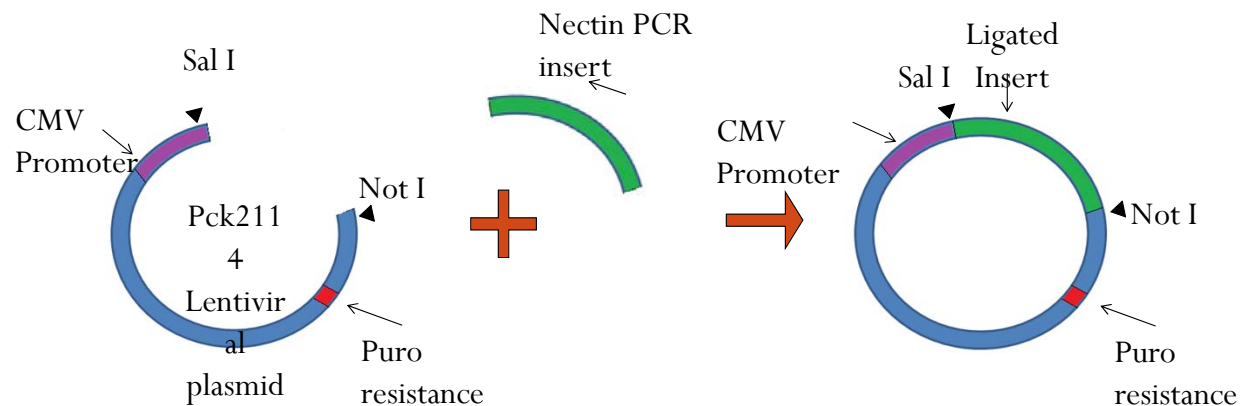 Sal I
CMV
Promoter
Pck211
4
Lentivir
al
plasmid
Not I
Puro
resistance
Nectin PCR
insert
Ligated
Insert
Sal I
CMV
Promoter
Not I
Puro
resistance